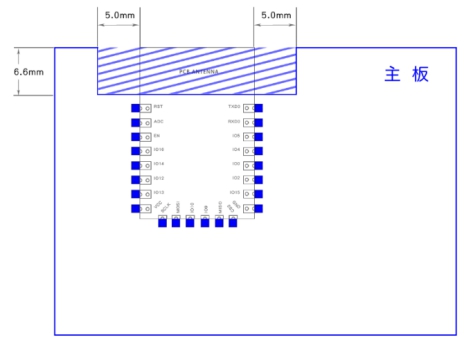 5.0mm 5.0mm
6.6mm
PCB ANTENNA
主 板
RST TXD0
ADC RXD0
EN IO5
IO16 IO4
IO14 IO0
IO12 IO2
IO13 IO15
VCC GND
SCLK MISO IO9 IO10 MOSI